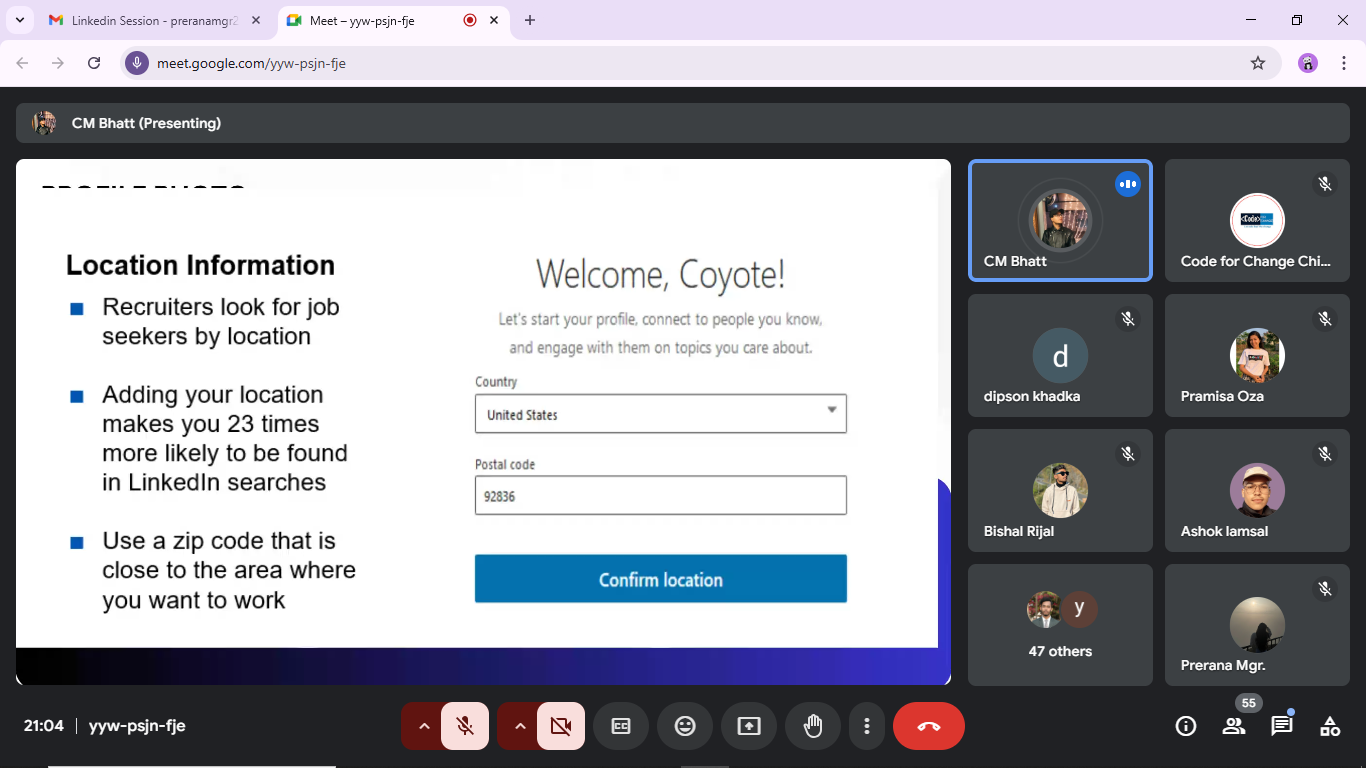 Linkedin Session - preranamgr2
Meet – yyw-psjn-fje
meet.google.com/yyw-psjn-fje
CM Bhatt (Presenting)
PROFILE PHOTO
Location Information
Recruiters look for job
seekers by location
Adding your location
makes you 23 times
more likely to be found
in LinkedIn searches
Use a zip code that is
close to the area where
you want to work
Welcome, Coyote!
Let's start your profile, connect to people you know,
and engage with them on topics you care about.
Country
United States
Postal code
92836
Confirm location
CM Bhatt
<Code>
Code for Change Chi...
d
dipson khadka
Pramisa Oza
Bishal Rijal
Ashok lamsal
y
47 others
Prerana Mgr.
21:04
yyw-psjn-fje
55